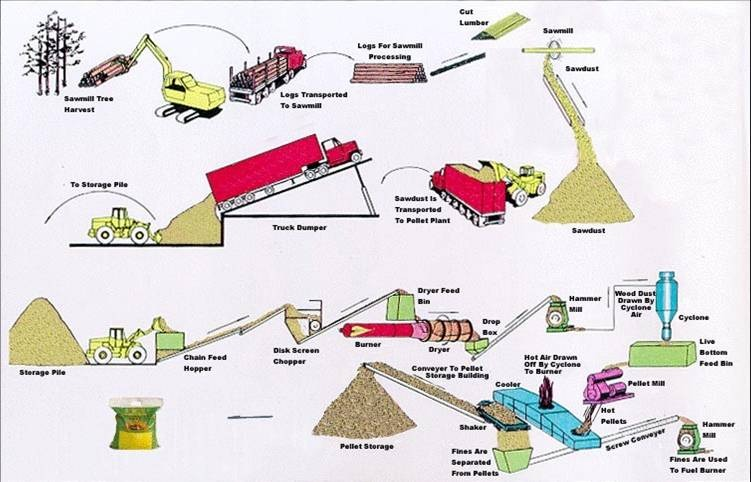 Cut
Lumber
Sawmill
Logs For Sawmill
Processing
Sawdust
Sawmill Tree
Harvest
Logs Transported
To Sawmill
To Storage Pile
Truck Dumper
Sawdust Is
Transported
To Pellet Plant
Sawdust
Dryer Feed
Bin
Hammer
Mill
Wood Dust
Drawn By
Cyclone
Air
Cyclone
Drop
Box
Storage Pile
Chain Feed
Hopper
Disk Screen
Chopper
Burner
Dryer
Live
Bottom
Feed Bin
Conveyer To Pellet
Storage Building
Hot Air Drawn
Off By Cyclone
To Burner
Cooler
Pellet Mill
Hot
Pellets
Pellet Storage
Shaker
Screw Conveyer
Hammer
Mill
Fines Are
Separated
From Pellets
Fines Are Used
To Fuel Burner